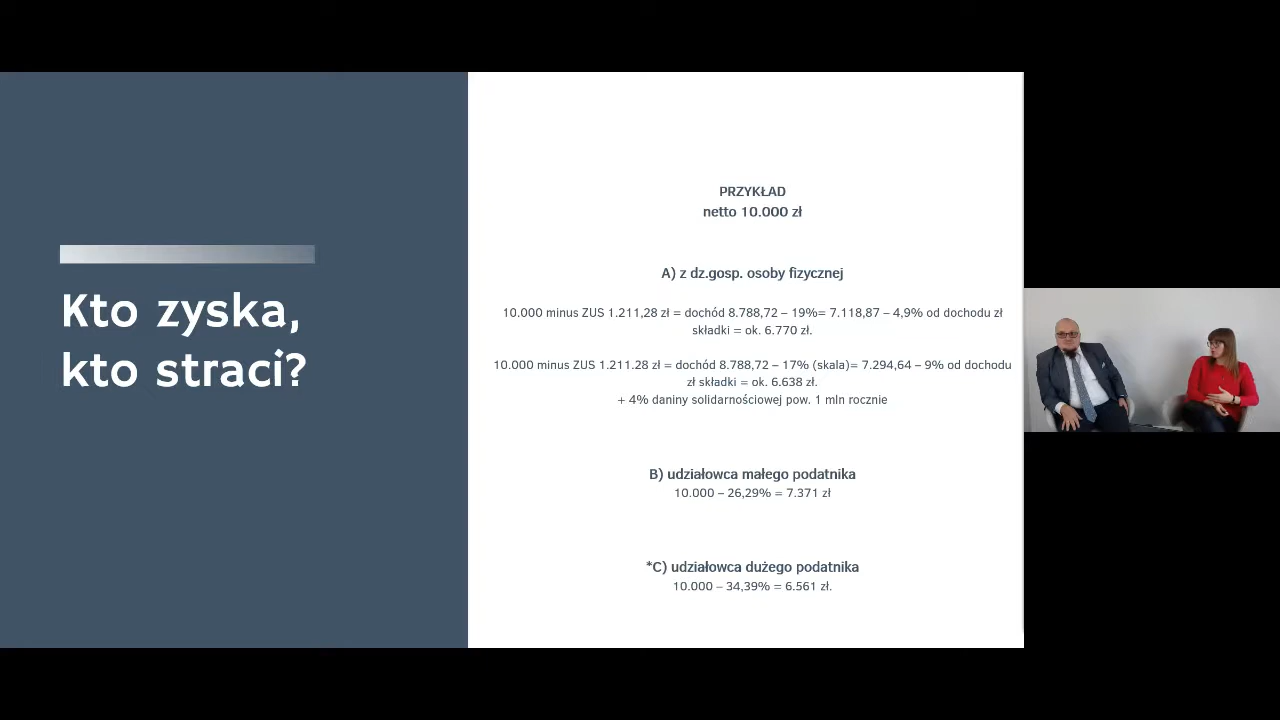 Kto zyska,
kto straci?
PRZYKŁAD
netto 10.000 zł
A) z dz.gosp. osoby fizycznej
10.000 minus ZUS 1.211,28 zł = dochód 8.788,72 – 19%= 7.118,87 – 4,9% od dochodu zł
składki = ok. 6.770 zł.
10.000 minus ZUS 1.211.28 zł = dochód 8.788,72 – 17% (skala)= 7.294,64 – 9% od dochodu
zł składki = ok. 6.638 zł.
+ 4% daniny solidarnościowej pow. 1 mln rocznie
B) udziałowca małego podatnika
10.000 – 26,29% = 7.371 zł
*C) udziałowca dużego podatnika
10.000 – 34,39% = 6.561 zł.